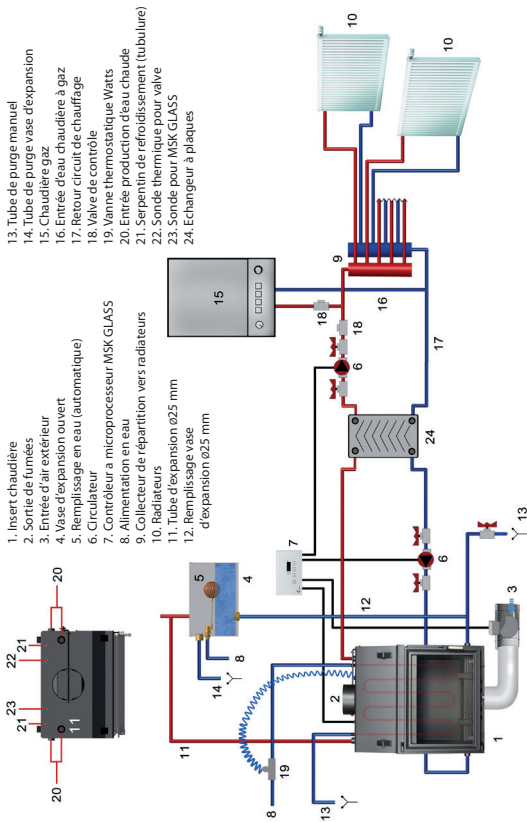 1. Insert chaudière
2. Sortie de fumées
3. Entrée d'air extérieur
4. Vase d'expansion ouvert
5. Remplissage en eau (automatique)
6. Circulateur
7. Contrôleur a microprocesseur MSK GLASS
8. Alimentation en eau
9. Collecteur de répartition vers radiateurs
10. Radiateurs
11. Tube d'expansion ø25 mm
12. Remplissage vase
d'expansion ø25 mm
13. Tube de purge manuel
14. Tube de purge vase d'expansion
15. Chaudière gaz
16. Entrée d'eau chaudière à gaz
17. Retour circuit de chauffage
18. Valve de contrôle
19. Vanne thermostatique Watts
20. Entrée production d'eau chaude
21. Serpentin de refroidissement (tubulure)
22. Sonde thermique pour valve
23. Sonde pour MSK GLASS
24. Echangeur à plaques
20
21
23
22
21
20
11
14
8
5
4
11
19
8
13
2
12
7
3
1
6
13
24
6
18
18
15
17
16
9
10
10